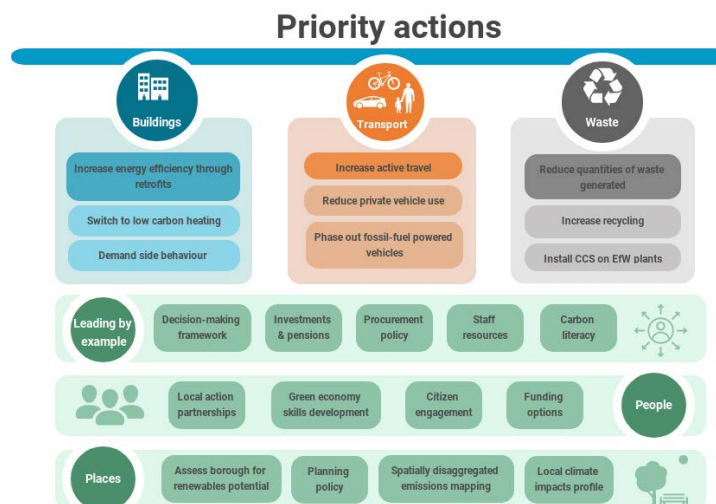 Priority actions
Buildings
Increase energy efficiency through
retrofits
Switch to low carbon heating
Demand side behaviour
Transport
Increase active travel
Reduce private vehicle use
Phase out fossil-fuel powered
vehicles
Waste
Reduce quantities of waste
generated
Increase recycling
Install CCS on EfW plants
Leading by
example
Decision-making
framework
Investments
& pensions
Procurement
policy
Staff
resources
Carbon
literacy
Local action
partnerships
Green economy
skills development
Citizen
engagement
Funding
options
People
Places
Assess borough for
renewables potential
Planning
policy
Spatially disaggregated
emissions mapping
Local climate
impacts profile